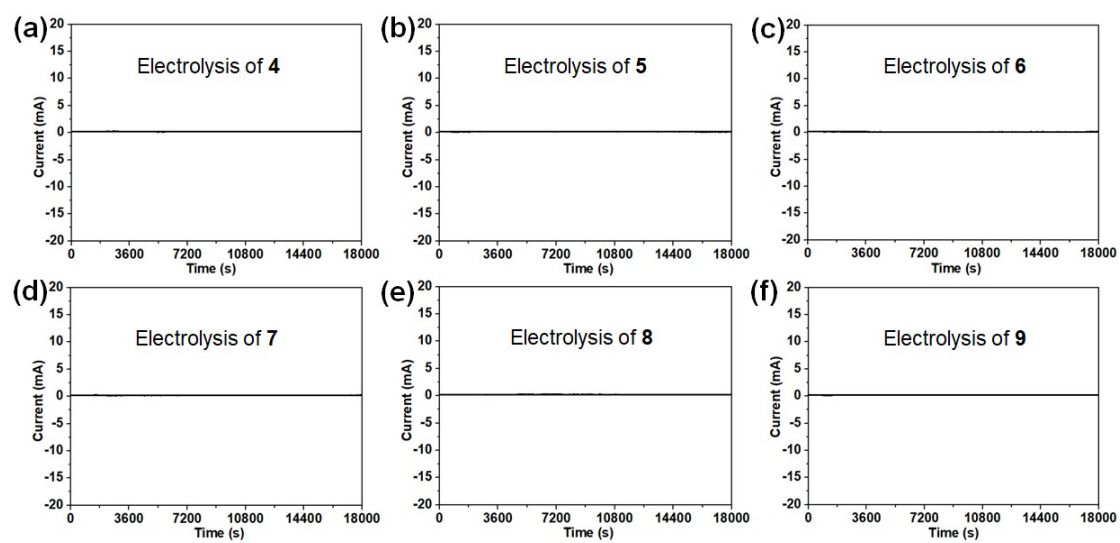 (a)
20
15
10
5
0
-5
-10
-15
-20
Current (mA)
Electrolysis of 4
0 3600 7200 10800 14400 18000
Time (s)
(b)
20
15
10
5
0
-5
-10
-15
-20
Current (mA)
Electrolysis of 5
0 3600 7200 10800 14400 18000
Time (s)
(c)
20
15
10
5
0
-5
-10
-15
-20
Current (mA)
Electrolysis of 6
0 3600 7200 10800 14400 18000
Time (s)
(d)
20
15
10
5
0
-5
-10
-15
-20
Current (mA)
Electrolysis of 7
0 3600 7200 10800 14400 18000
Time (s)
(e)
20
15
10
5
0
-5
-10
-15
-20
Current (mA)
Electrolysis of 8
0 3600 7200 10800 14400 18000
Time (s)
(f)
20
15
10
5
0
-5
-10
-15
-20
Current (mA)
Electrolysis of 9
0 3600 7200 10800 14400 18000
Time (s)